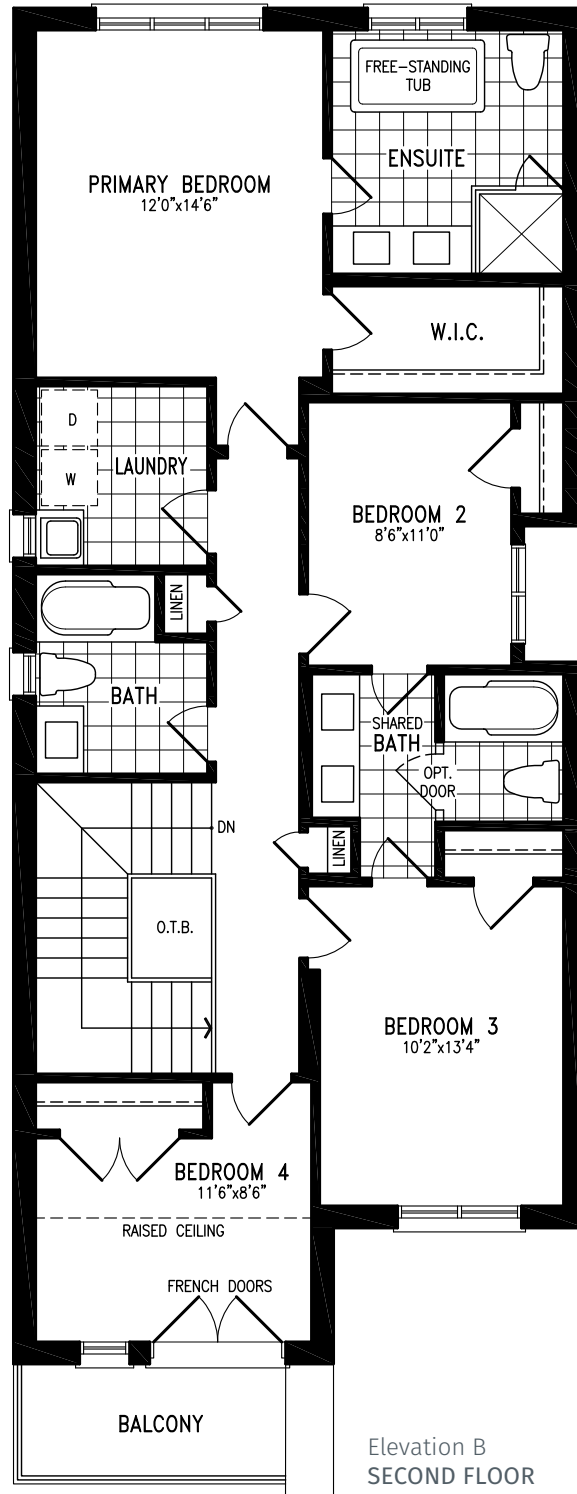 FREE-STANDING
TUB
ENSUITE
PRIMARY BEDROOM
12'0"x14'6"
W.I.C.
D
W
LAUNDRY
BEDROOM 2
8'6"x11'0"
LINEN
BATH
SHARED
BATH
OPT.
DOOR
DN
LINEN
O.T.B.
BEDROOM 3
10'2"x13'4"
BEDROOM 4
11'6"x8'6"
RAISED CEILING
FRENCH DOORS
BALCONY
Elevation B
SECOND FLOOR